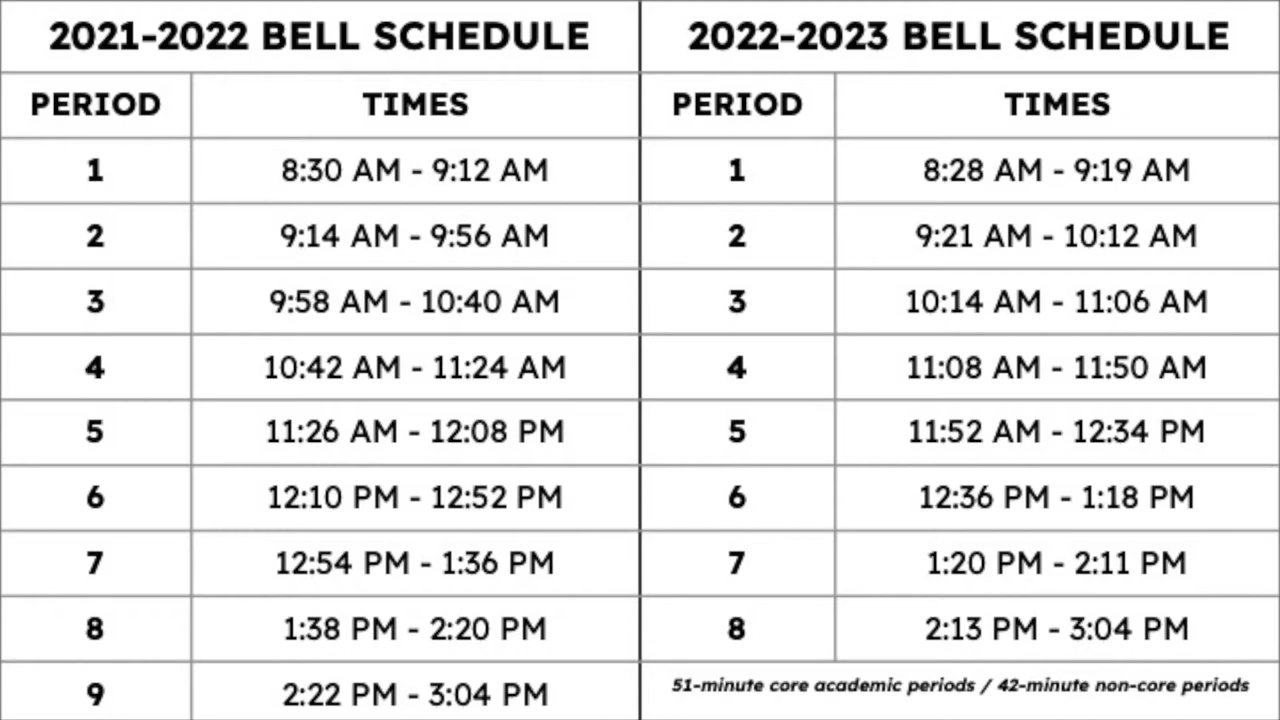 2021-2022 BELL SCHEDULE 2022-2023 BELL SCHEDULE
PERIOD TIMES PERIOD TIMES
1 8:30 AM - 9:12 AM 1 8:28 AM - 9:19 AM
2 9:14 AM - 9:56 AM 2 9:21 AM - 10:12 AM
3 9:58 AM - 10:40 AM 3 10:14 AM - 11:06 AM
4 10:42 AM - 11:24 AM 4 11:08 AM - 11:50 AM
5 11:26 AM - 12:08 PM 5 11:52 AM - 12:34 PM
6 12:10 PM - 12:52 PM 6 12:36 PM - 1:18 PM
7 12:54 PM - 1:36 PM 7 1:20 PM - 2:11 PM
8 1:38 PM - 2:20 PM 8 2:13 PM - 3:04 PM
9 2:22 PM - 3:04 PM 51-minute core academic periods / 42-minute non-core periods